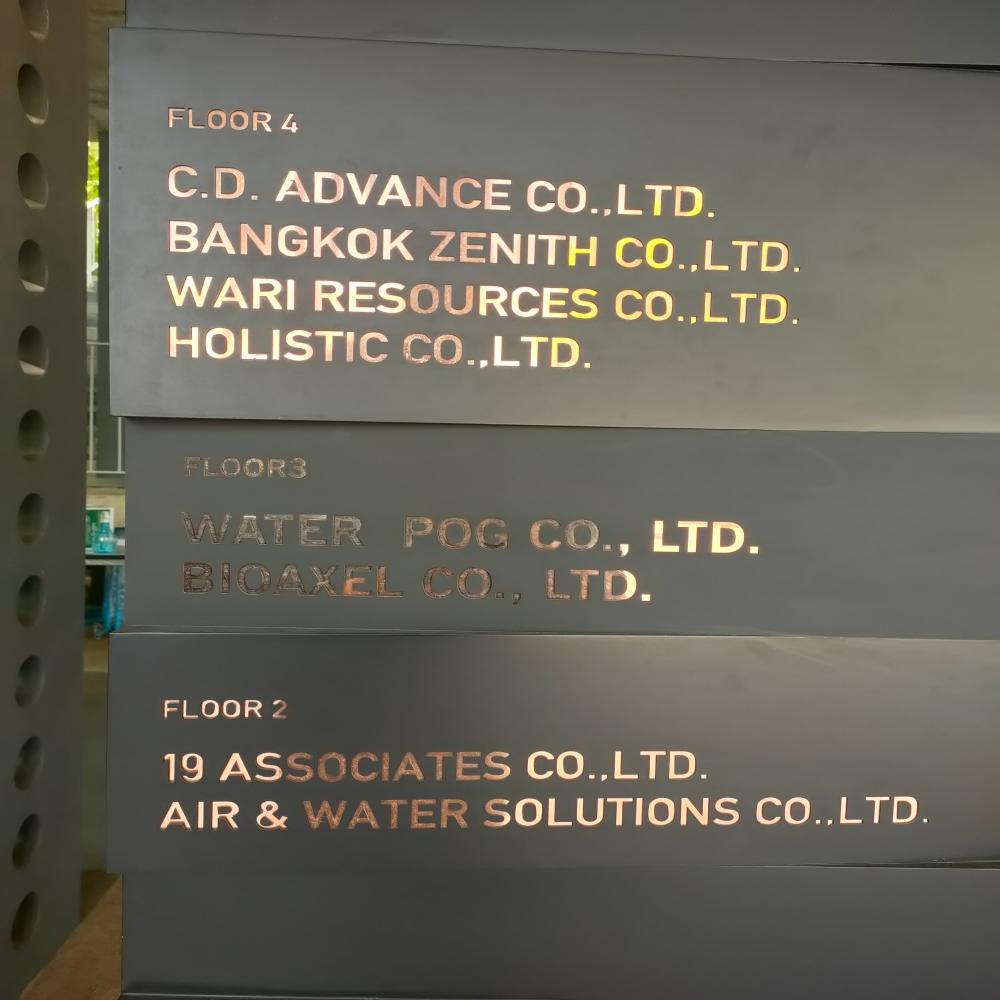 FLOOR 4
C.D. ADVANCE CO.,LTD.
BANGKOK ZENITH CO.,LTD.
WARI RESOURCES CO.,LTD.
HOLISTIC CO.,LTD.
FLOOR3
WATER POG CO., LTD.
BIOAXEL CO., LTD.
FLOOR 2
19 ASSOCIATES CO.,LTD.
AIR & WATER SOLUTIONS CO.,LTD.